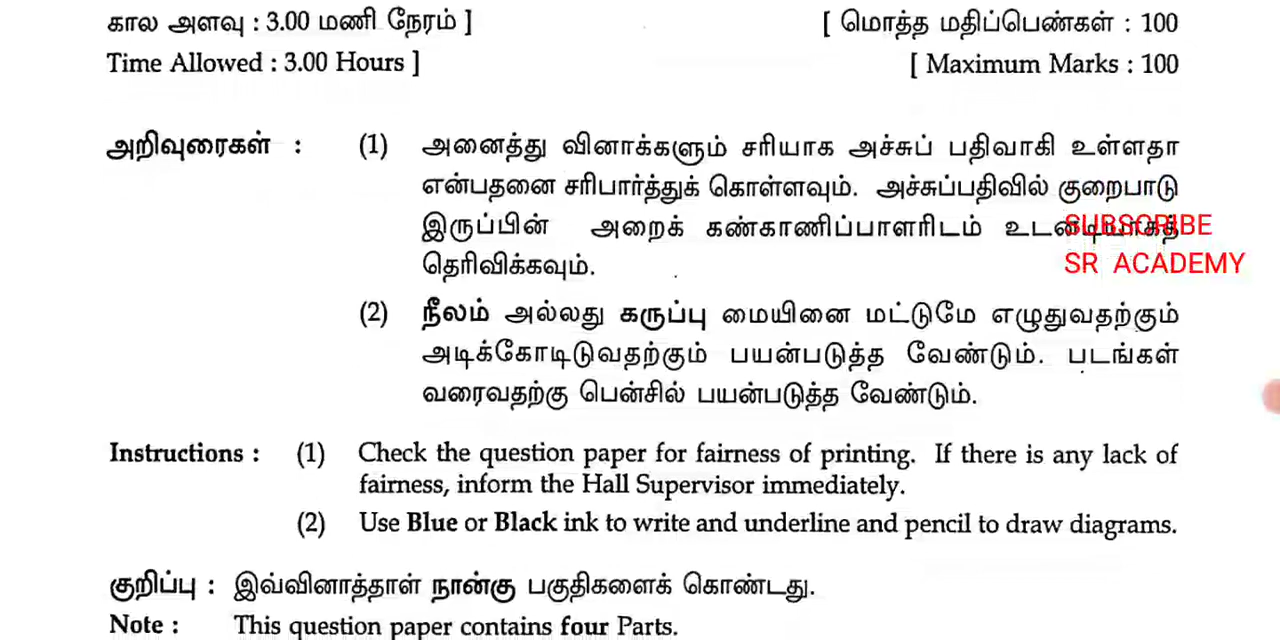 கால அளவு : 3.00 மணி நேரம் ] [ மொத்த மதிப்பெண்கள் : 100
Time Allowed : 3.00 Hours ] [ Maximum Marks : 100
அறிவுரைகள் : (1) அனைத்து வினாக்களும் சரியாக அச்சுப் பதிவாகி உள்ளதா
என்பதனை சரிபார்த்துக் கொள்ளவும். அச்சுப்பதிவில் குறைபாடு
இருப்பின் அறைக் கண்காணிப்பாளரிடம் உடனடியாகத்
தெரிவிக்கவும்.
SUBSCRIBE
SR ACADEMY
(2) நீலம் அல்லது கருப்பு மையினை மட்டுமே எழுதுவதற்கும்
அடிக்கோடிடுவதற்கும் பயன்படுத்த வேண்டும். படங்கள்
வரைவதற்கு பென்சில் பயன்படுத்த வேண்டும்.
Instructions : (1) Check the question paper for fairness of printing. If there is any lack of
fairness, inform the Hall Supervisor immediately.
(2) Use Blue or Black ink to write and underline and pencil to draw diagrams.
குறிப்பு : இவ்வினாத்தாள் நான்கு பகுதிகளைக் கொண்டது.
Note : This question paper contains four Parts.